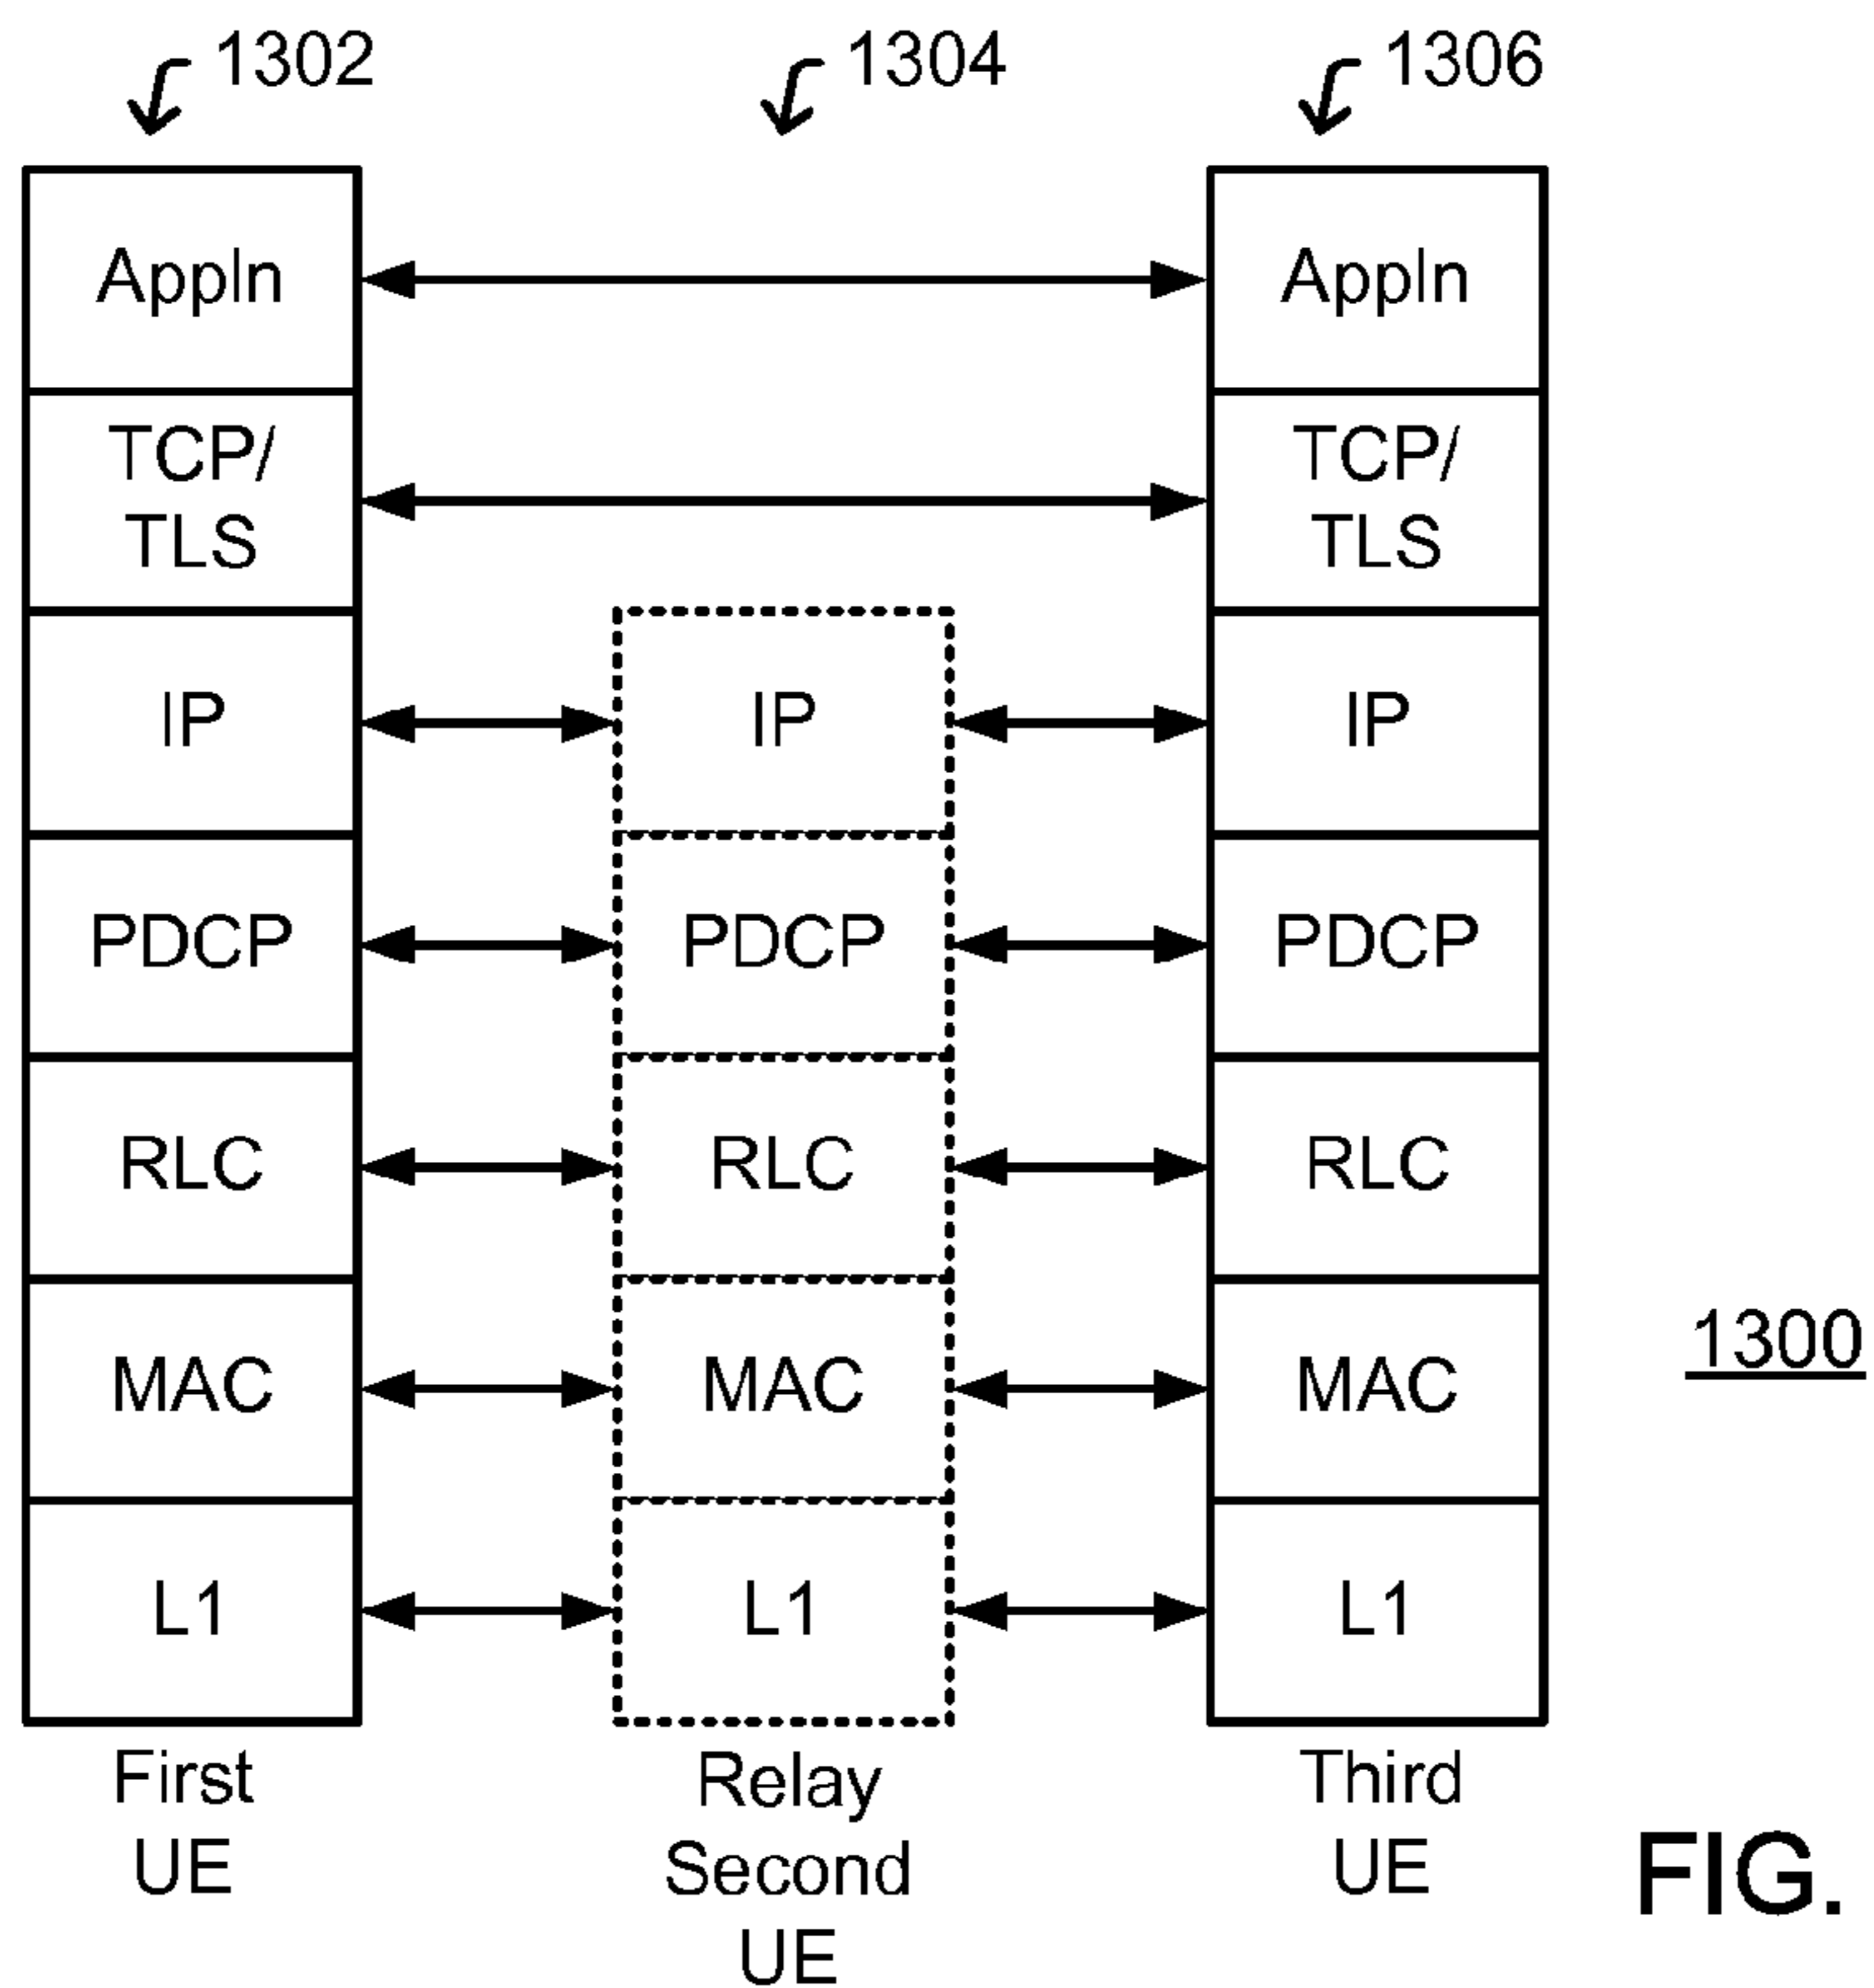 1302
1304
1306
Appln
Appln
TCP/
TLS
TCP/
TLS
IP
IP
IP
PDCP
PDCP
PDCP
RLC
RLC
RLC
MAC
MAC
MAC
1300
L1
L1
L1
First
UE
Relay
Second
UE
Third
UE
FIG.